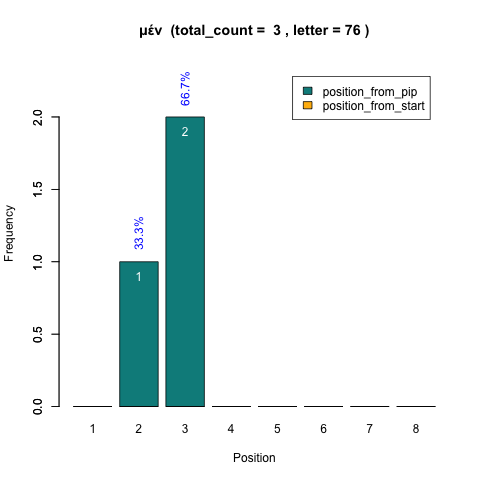 μέν (total_count = 3 , letter = 76 )
position_from_pip
position_from_start
66.7%
2
33.3%
1
Frequency
2.0
1.5
1.0
0.5
0.0
1 2 3 4 5 6 7 8
Position